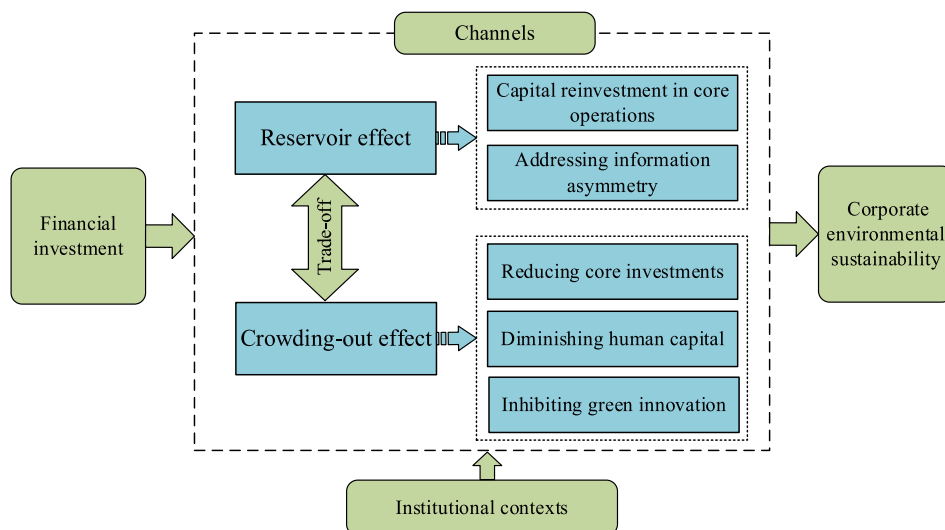 Channels
Financial
investment
Reservoir effect
Capital reinvestment in core
operations
Addressing information
asymmetry
Trade-off
Crowding-out effect
Reducing core investments
Diminishing human capital
Inhibiting green innovation
Corporate
environmental
sustainability
Institutional contexts